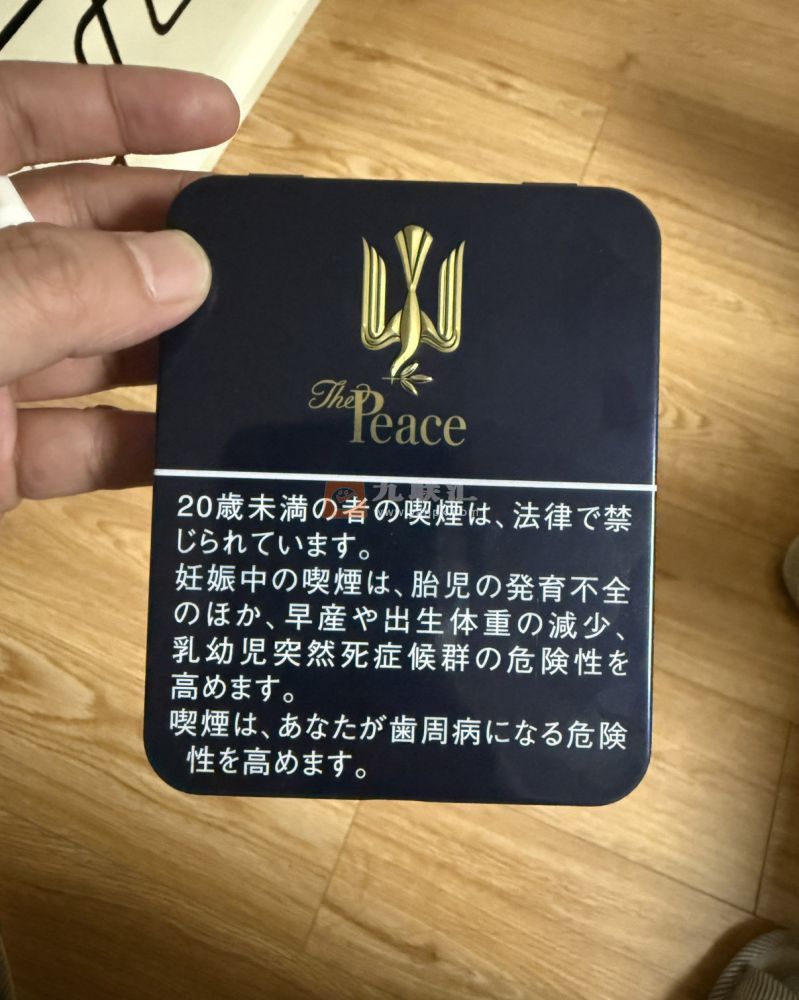 The Peace
20歳未満の者の喫煙は、法律で禁
じられています。
妊娠中の喫煙は、胎児の発育不全
のほか、早産や出生体重の減少、
乳幼児突然死症候群の危険性を
高めます。
喫煙は、あなたが歯周病になる危険
性を高めます。
九联汇